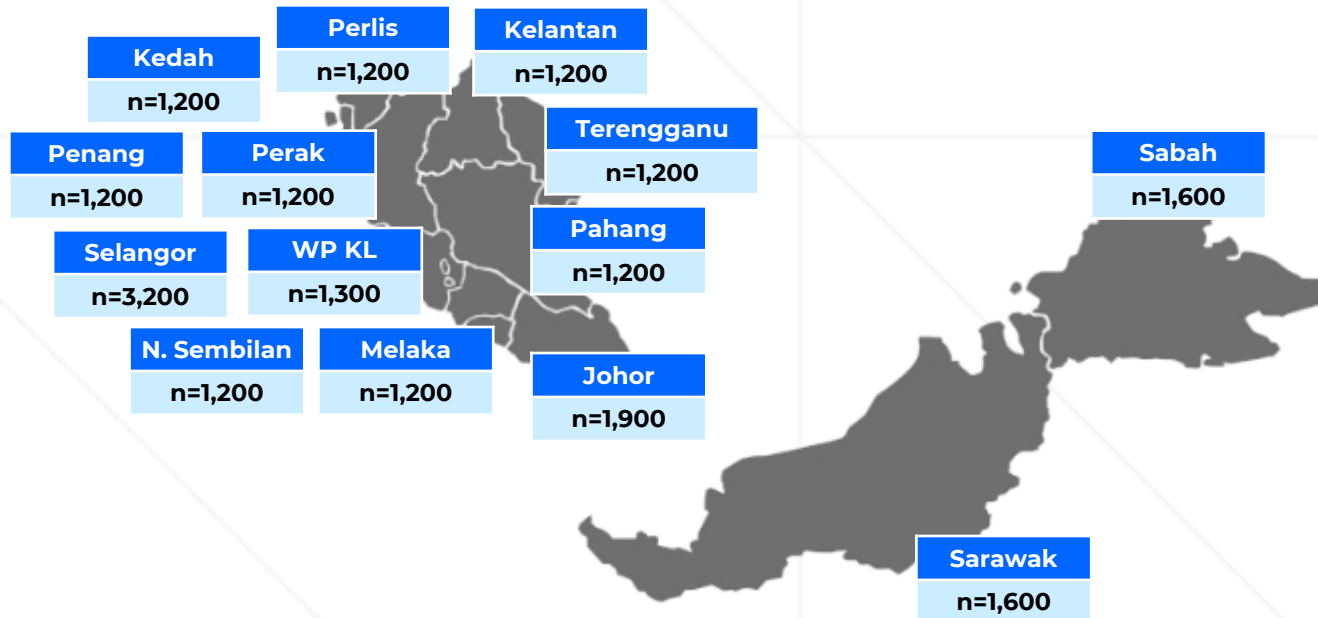 Perlis
n=1,200
Kelantan
n=1,200
Kedah
n=1,200
Terengganu
n=1,200
Penang
n=1,200
Perak
n=1,200
Sabah
n=1,600
Pahang
n=1,200
Selangor
n=3,200
WP KL
n=1,300
N. Sembilan
n=1,200
Melaka
n=1,200
Johor
n=1,900
Sarawak
n=1,600